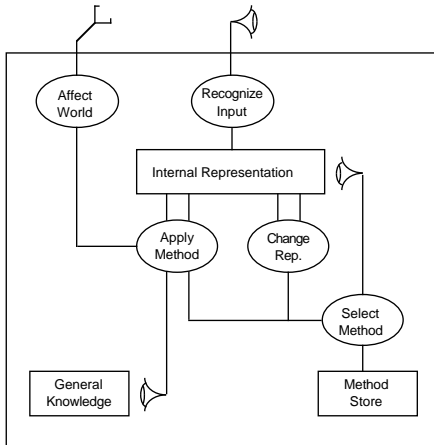 Affect
World
Recognize
Input
Internal Representation
Apply
Method
Change
Rep.
Select
Method
General
Knowledge
Method
Store